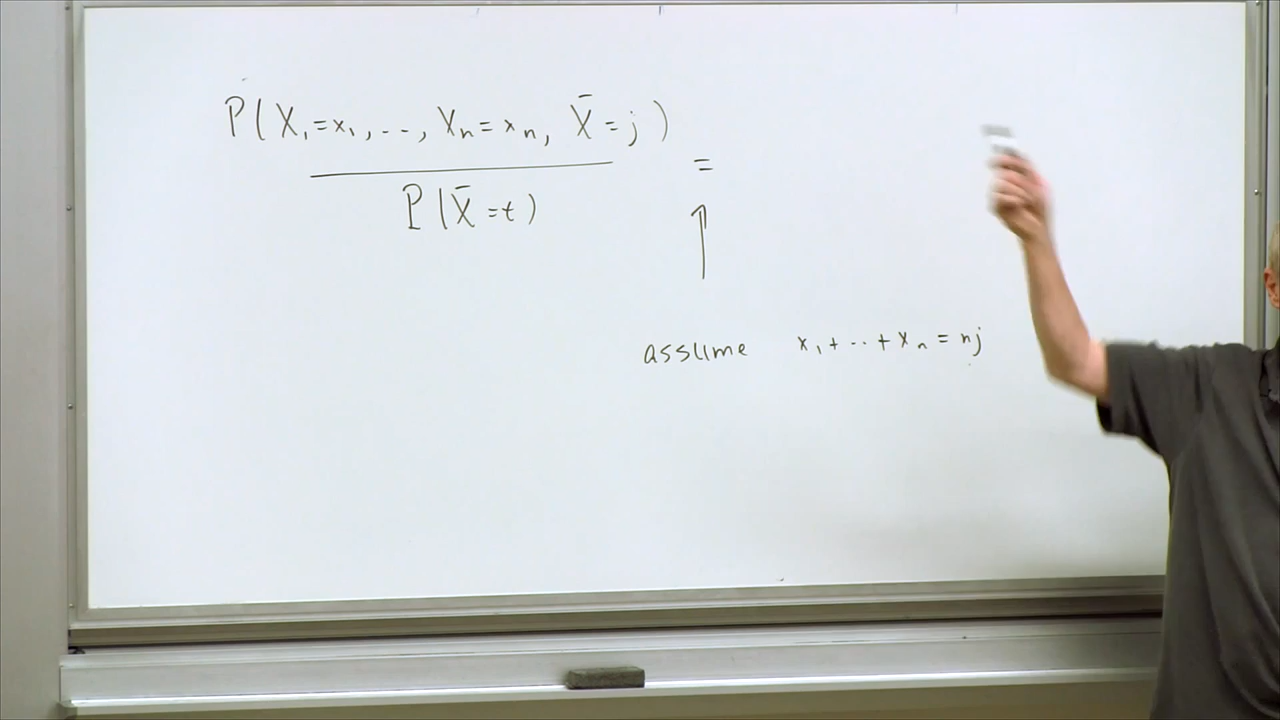 P(X₁=x₁,..., Xₙ=xₙ, X̄=j)
P(X̄=t)
=
↑
assume x₁+...+xₙ=nj